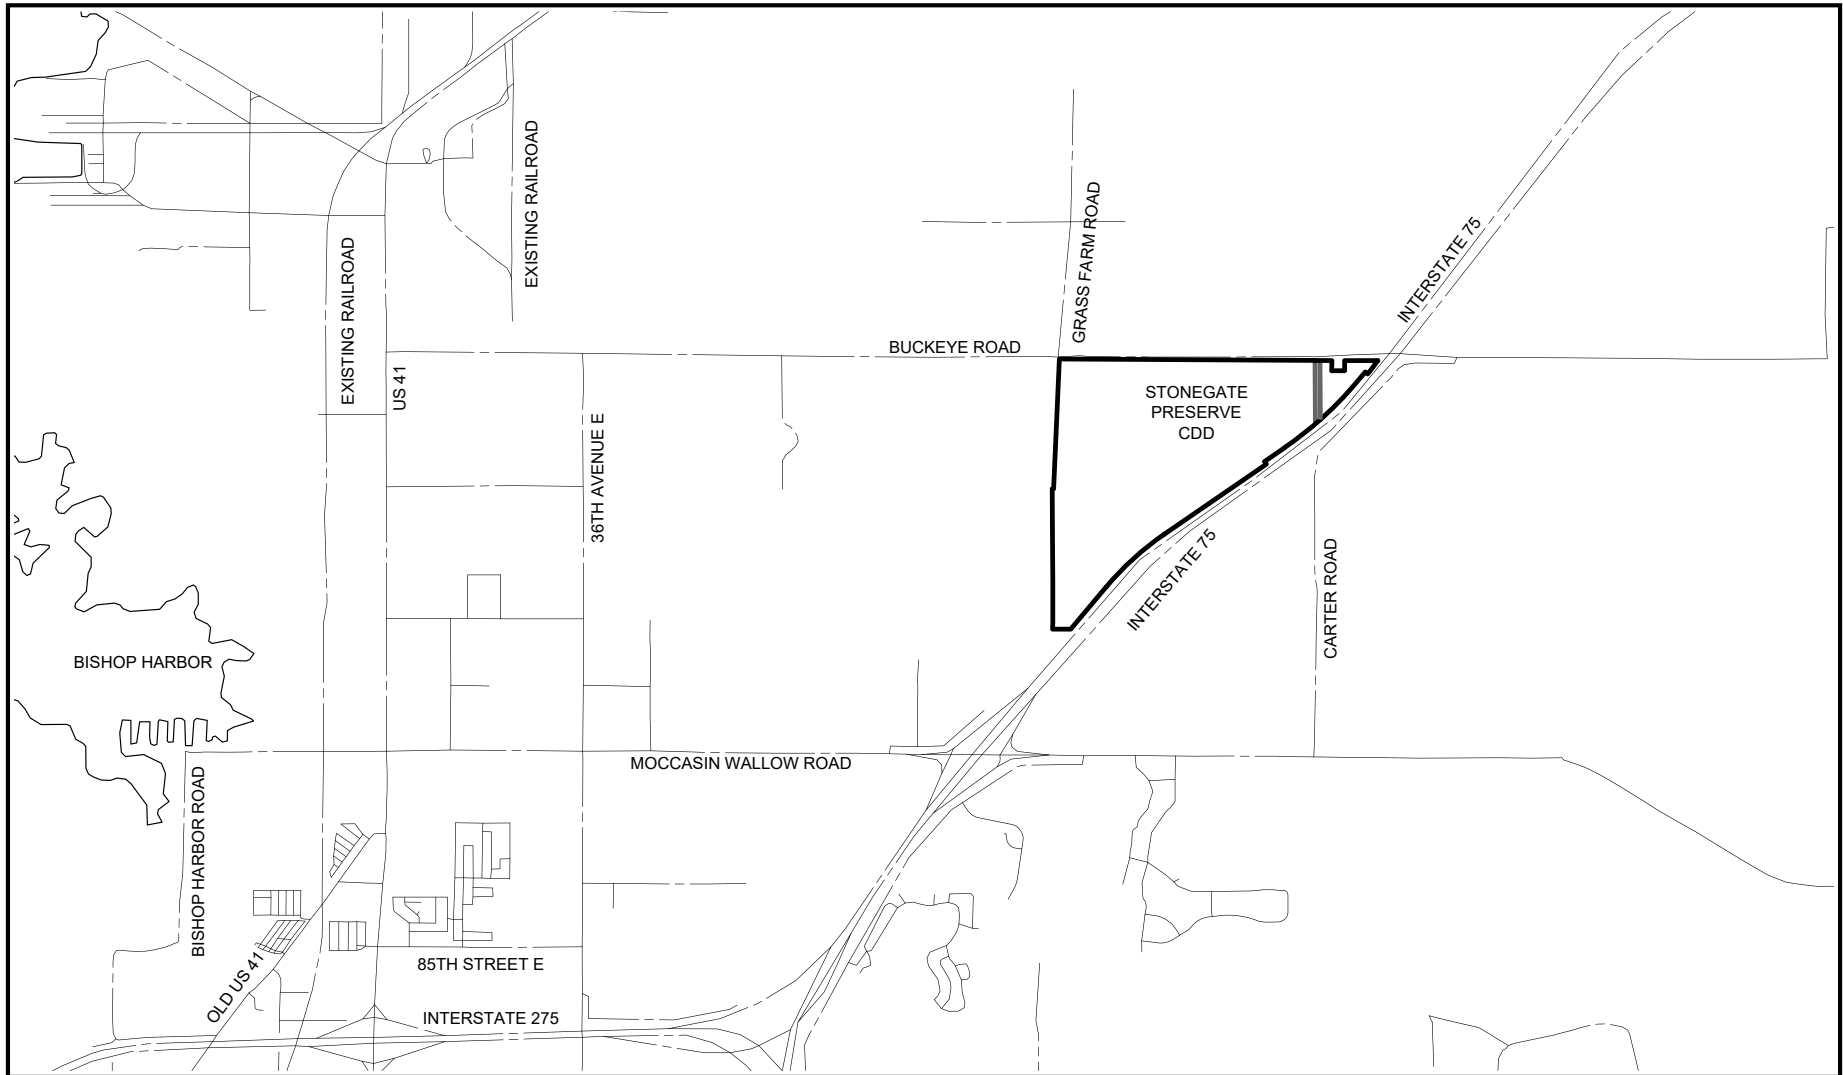 EXISTING RAILROAD
EXISTING RAILROAD
GRASS FARM ROAD
INTERSTATE 75
BUCKEYE ROAD
US 41
STONEGATE
PRESERVE
CDD
36TH AVENUE E
INTERSTATE 75
CARTER ROAD
BISHOP HARBOR
MOCCASIN WALLOW ROAD
BISHOP HARBOR ROAD
OLD US 41
85TH STREET E
INTERSTATE 275